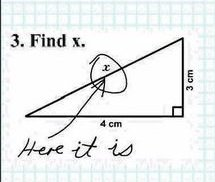 3. Find x.
x
3 cm
4 cm
Here it is